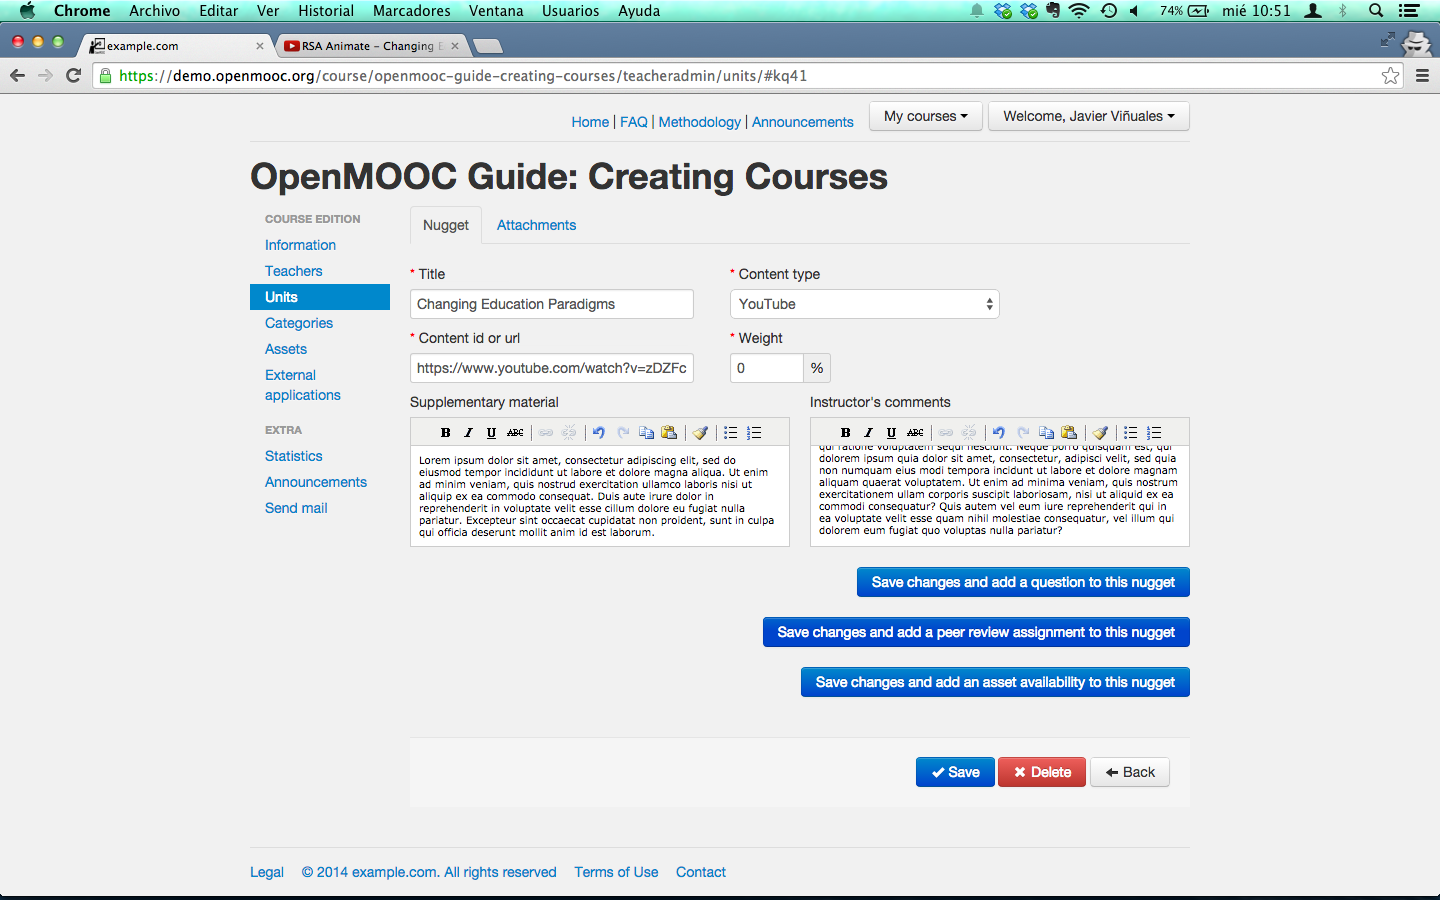 Chrome Archivo Editar Ver Historial Marcadores Ventana Usuarios Ayuda 74% mié 10:51
example.com RSA Animate – Changing E
https://demo.openmooc.org/course/openmooc-guide-creating-courses/teacheradmin/units/#kq41
Home | FAQ | Methodology | Announcements My courses Welcome, Javier Viñuales
OpenMOOC Guide: Creating Courses
COURSE EDITION
Information
Teachers
Units
Categories
Assets
External
applications
EXTRA
Statistics
Announcements
Send mail
Nugget Attachments
* Title * Content type
Changing Education Paradigms YouTube
* Content id or url * Weight
https://www.youtube.com/watch?v=zDZFc 0 %
Supplementary material
B I U ABC
Lorem ipsum dolor sit amet, consectetur adipiscing elit, sed do
eiusmod tempor incididunt ut labore et dolore magna aliqua. Ut enim
ad minim veniam, quis nostrud exercitation ullamco laboris nisi ut
aliquip ex ea commodo consequat. Duis aute irure dolor in
reprehenderit in voluptate velit esse cillum dolore eu fugiat nulla
pariatur. Excepteur sint occaecat cupidatat non proident, sunt in culpa
qui officia deserunt mollit anim id est laborum.
Instructor's comments
B I U ABC
qui ratione voluptatem sequi nesciunt. Neque porro quisquam est, qui
dolorem ipsum quia dolor sit amet, consectetur, adipisci velit, sed quia
non numquam eius modi tempora incidunt ut labore et dolore magnam
aliquam quaerat voluptatem. Ut enim ad minima veniam, quis nostrum
exercitationem ullam corporis suscipit laboriosam, nisi ut aliquid ex ea
commodi consequatur? Quis autem vel eum iure reprehenderit qui in
ea voluptate velit esse quam nihil molestiae consequatur, vel illum qui
dolorem eum fugiat quo voluptas nulla pariatur?
Save changes and add a question to this nugget
Save changes and add a peer review assignment to this nugget
Save changes and add an asset availability to this nugget
Save Delete Back
Legal © 2014 example.com. All rights reserved Terms of Use Contact